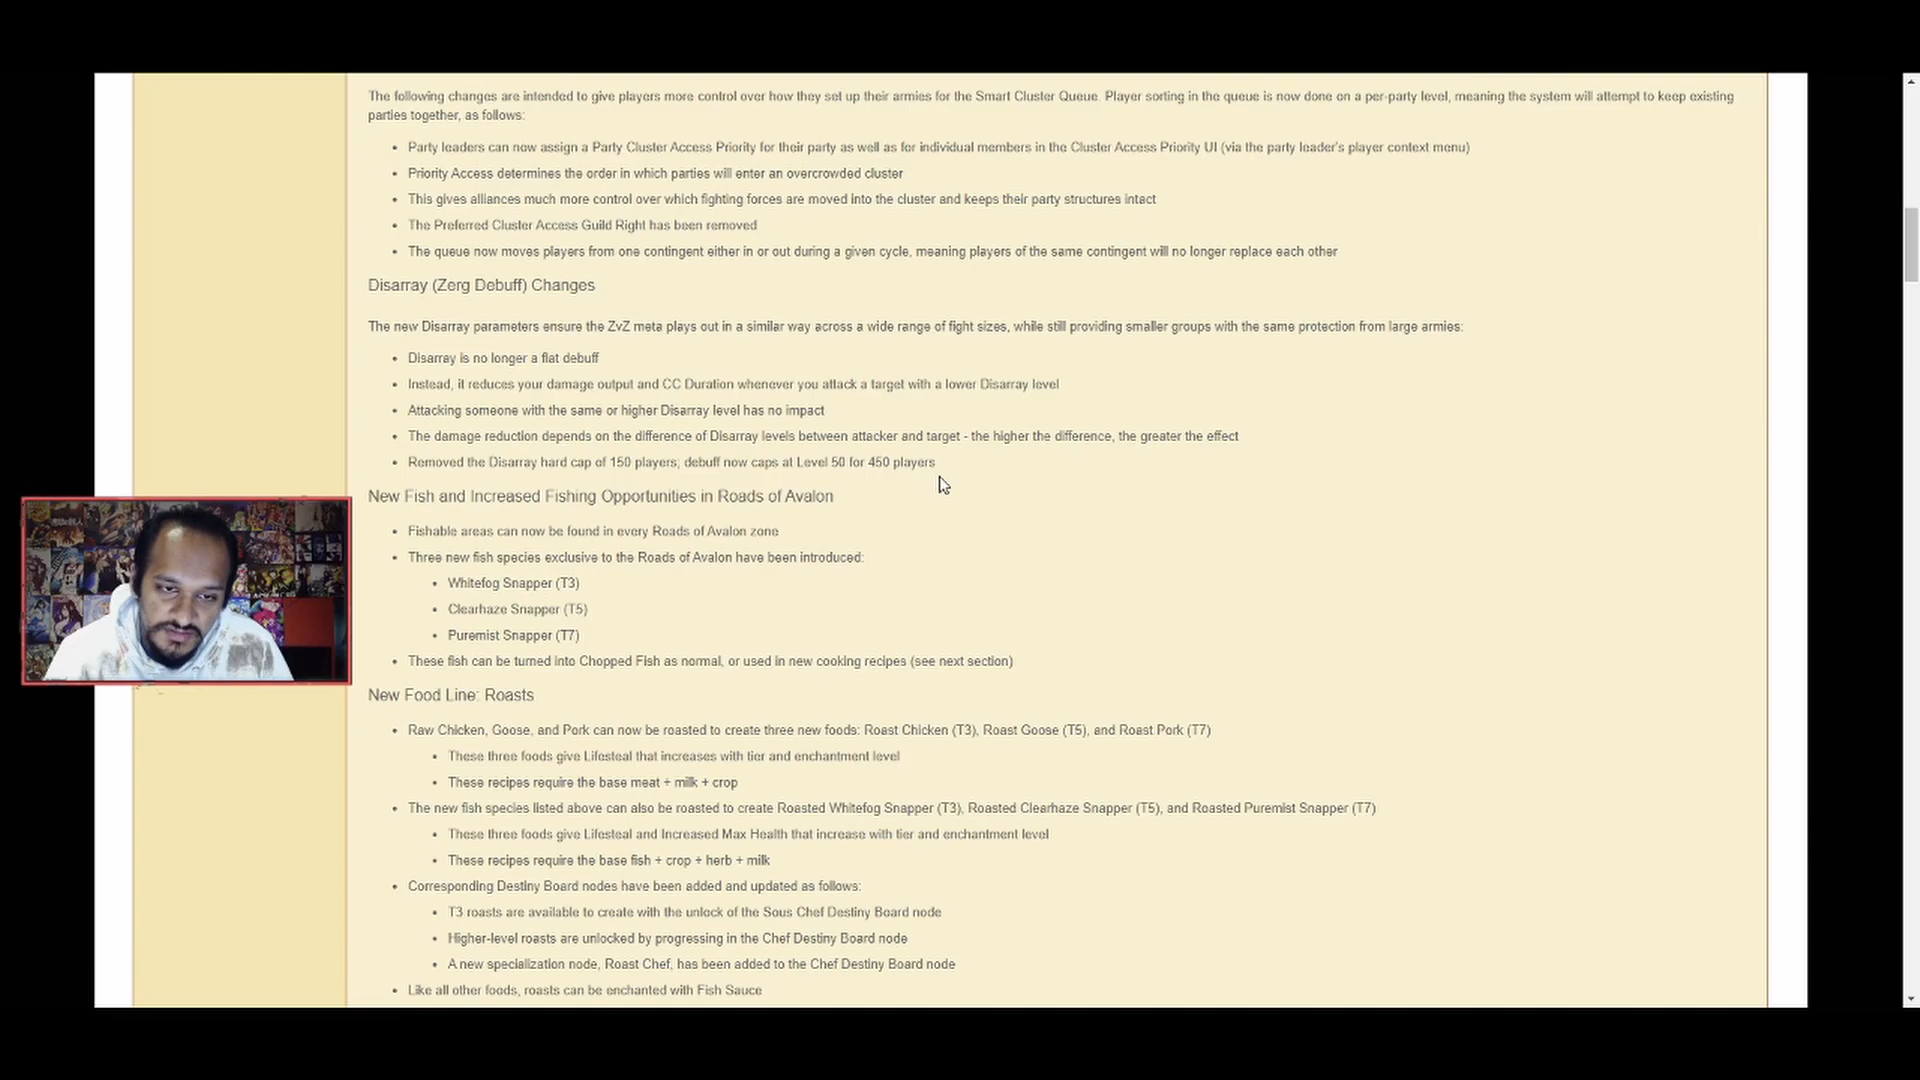 The following changes are intended to give players more control over how they set up their armies for the Smart Cluster Queue. Player sorting in the queue is now done on a per-party level, meaning the system will attempt to keep existing
parties together, as follows:
Party leaders can now assign a Party Cluster Access Priority for their party as well as for individual members in the Cluster Access Priority UI (via the party leader's player context menu)
Priority Access determines the order in which parties will enter an overcrowded cluster
This gives alliances much more control over which fighting forces are moved into the cluster and keeps their party structures intact
The Preferred Cluster Access Guild Right has been removed
The queue now moves players from one contingent either in or out during a given cycle, meaning players of the same contingent will no longer replace each other
Disarray (Zerg Debuff) Changes
The new Disarray parameters ensure the ZvZ meta plays out in a similar way across a wide range of fight sizes, while still providing smaller groups with the same protection from large armies:
Disarray is no longer a flat debuff
Instead, it reduces your damage output and CC Duration whenever you attack a target with a lower Disarray level
Attacking someone with the same or higher Disarray level has no impact
The damage reduction depends on the difference of Disarray levels between attacker and target - the higher the difference, the greater the effect
Removed the Disarray hard cap of 150 players; debuff now caps at Level 50 for 450 players
New Fish and Increased Fishing Opportunities in Roads of Avalon
Fishable areas can now be found in every Roads of Avalon zone
Three new fish species exclusive to the Roads of Avalon have been introduced:
Whitefog Snapper (T3)
Clearhaze Snapper (T5)
Puremist Snapper (T7)
These fish can be turned into Chopped Fish as normal, or used in new cooking recipes (see next section)
New Food Line: Roasts
Raw Chicken, Goose, and Pork can now be roasted to create three new foods: Roast Chicken (T3), Roast Goose (T5), and Roast Pork (T7)
These three foods give Lifesteal that increases with tier and enchantment level
These recipes require the base meat + milk + crop
The new fish species listed above can also be roasted to create Roasted Whitefog Snapper (T3), Roasted Clearhaze Snapper (T5), and Roasted Puremist Snapper (T7)
These three foods give Lifesteal and Increased Max Health that increase with tier and enchantment level
These recipes require the base fish + crop + herb + milk
Corresponding Destiny Board nodes have been added and updated as follows:
T3 roasts are available to create with the unlock of the Sous Chef Destiny Board node
Higher-level roasts are unlocked by progressing in the Chef Destiny Board node
A new specialization node, Roast Chef, has been added to the Chef Destiny Board node
Like all other foods, roasts can be enchanted with Fish Sauce